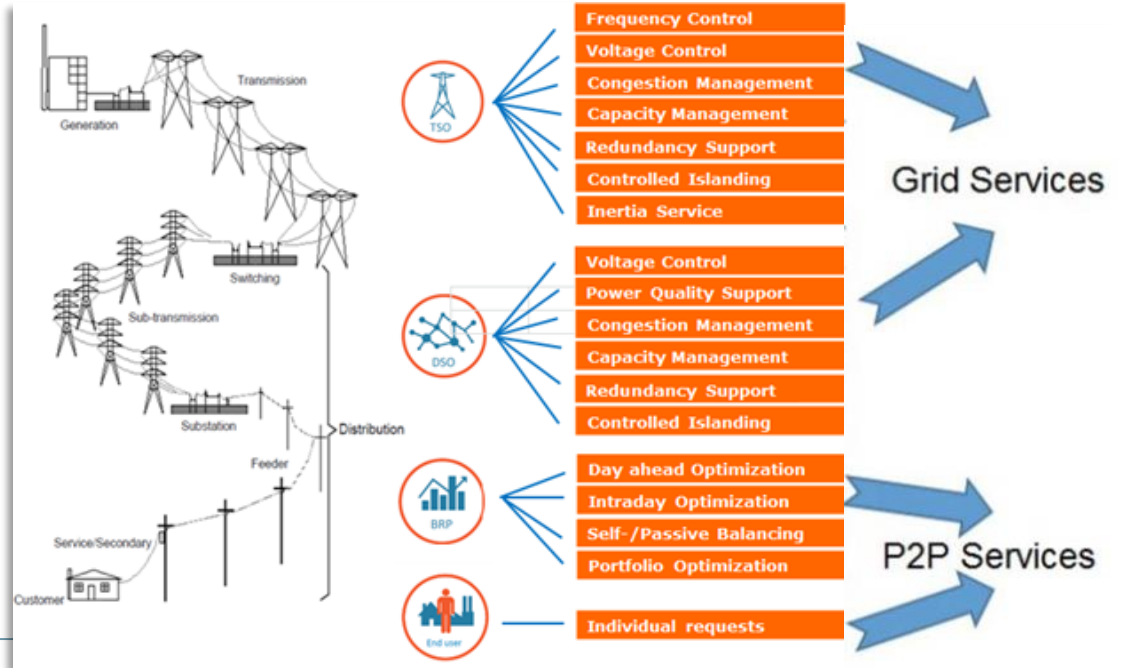 Generation
Transmission
Switching
Sub-transmission
Substation
Distribution
Feeder
Service/Secondary
Customer
TSO
Frequency Control
Voltage Control
Congestion Management
Capacity Management
Redundancy Support
Controlled Islanding
Inertia Service
DSO
Voltage Control
Power Quality Support
Congestion Management
Capacity Management
Redundancy Support
Controlled Islanding
Grid Services
BRP
Day ahead Optimization
Intraday Optimization
Self-/Passive Balancing
Portfolio Optimization
End user
Individual requests
P2P Services